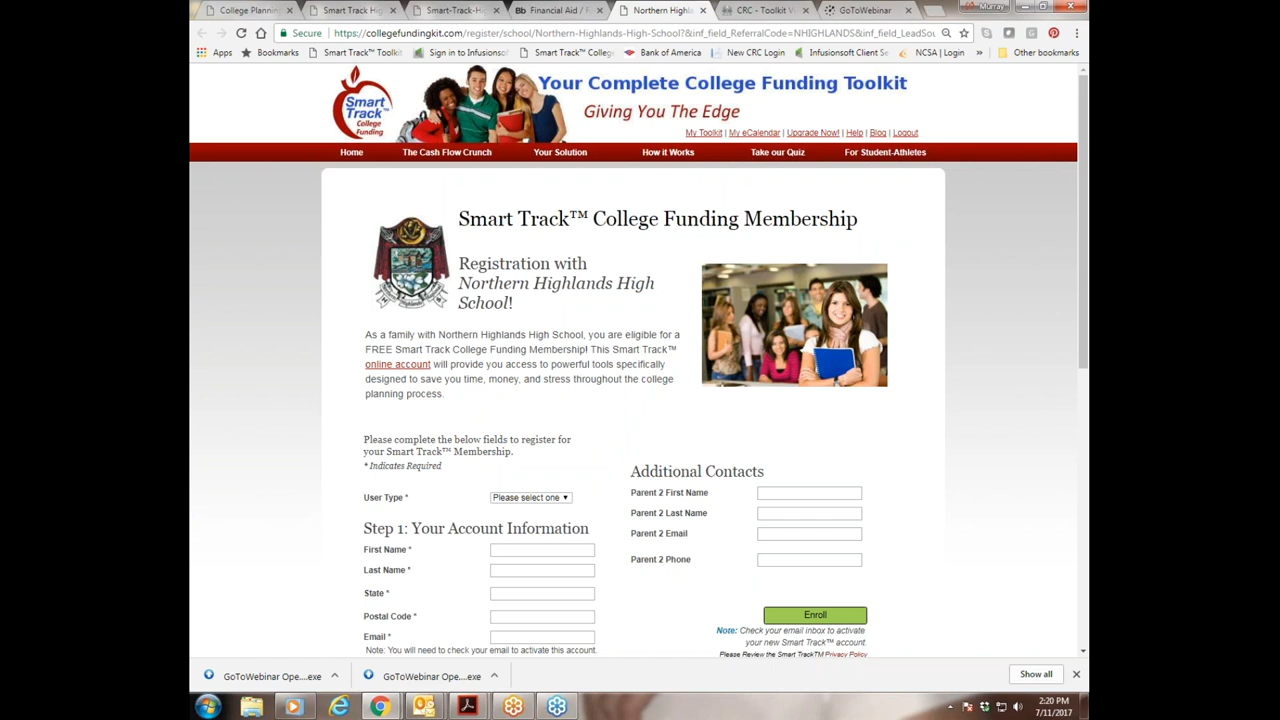 College Planning
Smart Track Hig
Smart-Track-H
Bb Financial Aid / F
Northern Highla
CRC - Toolkit V
GoToWebinar
Murray
Secure https://collegefundingkit.com/register/school/Northern-Highlands-High-School?&inf_field_ReferralCode=NHIGHLANDS&inf_field_LeadSou
Apps Bookmarks Smart Track™ Toolkit Sign in to Infusionso Smart Track™ Colleg Bank of America New CRC Login Infusionsoft Client Se NCSA | Login » Other bookmarks
Smart
Track™
College
Funding
Your Complete College Funding Toolkit
Giving You The Edge
My Toolkit | My eCalendar | Upgrade Now! | Help | Blog | Logout
Home The Cash Flow Crunch Your Solution How it Works Take our Quiz For Student-Athletes
Smart Track™ College Funding Membership
Registration with
Northern Highlands High
School!
As a family with Northern Highlands High School, you are eligible for a
FREE Smart Track College Funding Membership! This Smart Track™
online account will provide you access to powerful tools specifically
designed to save you time, money, and stress throughout the college
planning process.
Please complete the below fields to register for
your Smart Track™ Membership.
* Indicates Required
User Type * Please select one
Step 1: Your Account Information
First Name *
Last Name *
State *
Postal Code *
Email *
Note: You will need to check your email to activate this account.
Additional Contacts
Parent 2 First Name
Parent 2 Last Name
Parent 2 Email
Parent 2 Phone
Enroll
Note: Check your email inbox to activate
your new Smart Track™ account.
Please Review the Smart TrackTM Privacy Policy
GoToWebinar Ope....exe
GoToWebinar Ope....exe
Show all
2:20 PM
7/11/2017